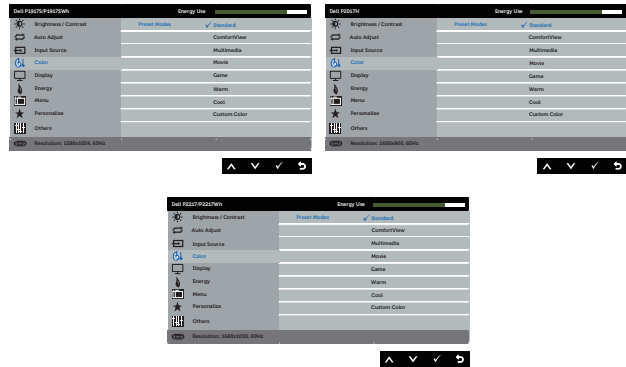 Dell P1917S/P1917SWh Energy Use
Brightness / Contrast Preset Modes ✓ Standard
Auto Adjust ComfortView
Input Source Multimedia
Color Movie
Display Game
Energy Warm
Menu Cool
Personalize Custom Color
Others
Resolution: 1280x1024, 60Hz
Dell P2017H Energy Use
Brightness / Contrast Preset Modes ✓ Standard
Auto Adjust ComfortView
Input Source Multimedia
Color Movie
Display Game
Energy Warm
Menu Cool
Personalize Custom Color
Others
Resolution: 1600x900, 60Hz
Dell P2217/P2217Wh Energy Use
Brightness / Contrast Preset Modes ✓ Standard
Auto Adjust ComfortView
Input Source Multimedia
Color Movie
Display Game
Energy Warm
Menu Cool
Personalize Custom Color
Others
Resolution: 1680x1050, 60Hz